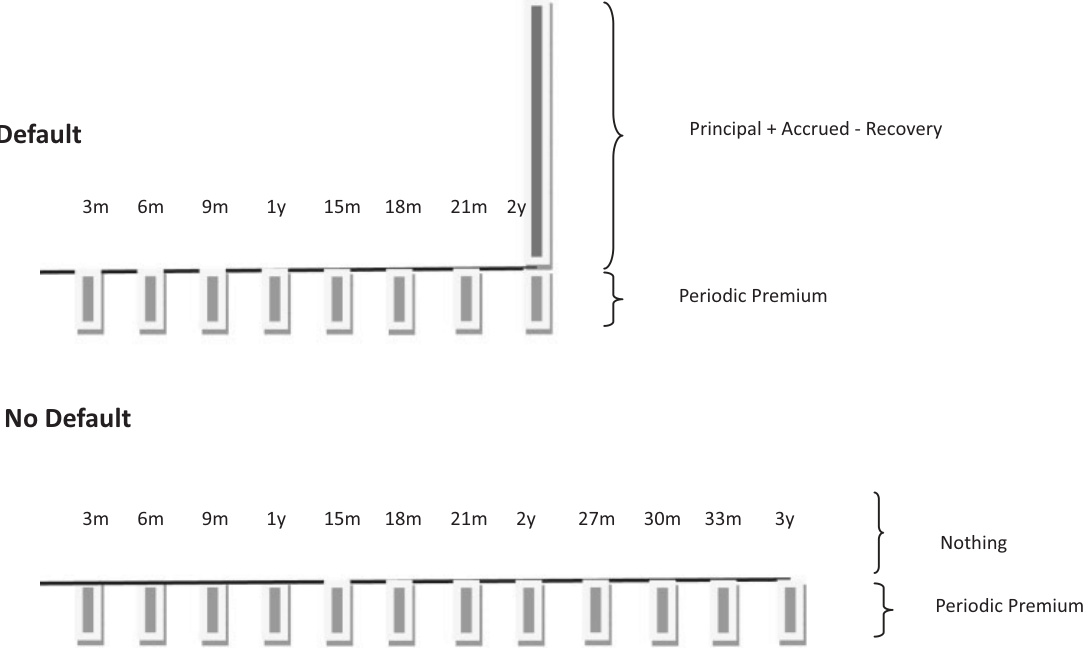 Default
Principal + Accrued - Recovery
3m 6m 9m 1y 15m 18m 21m 2y
Periodic Premium
No Default
3m 6m 9m 1y 15m 18m 21m 2y 27m 30m 33m 3y
Nothing
Periodic Premium